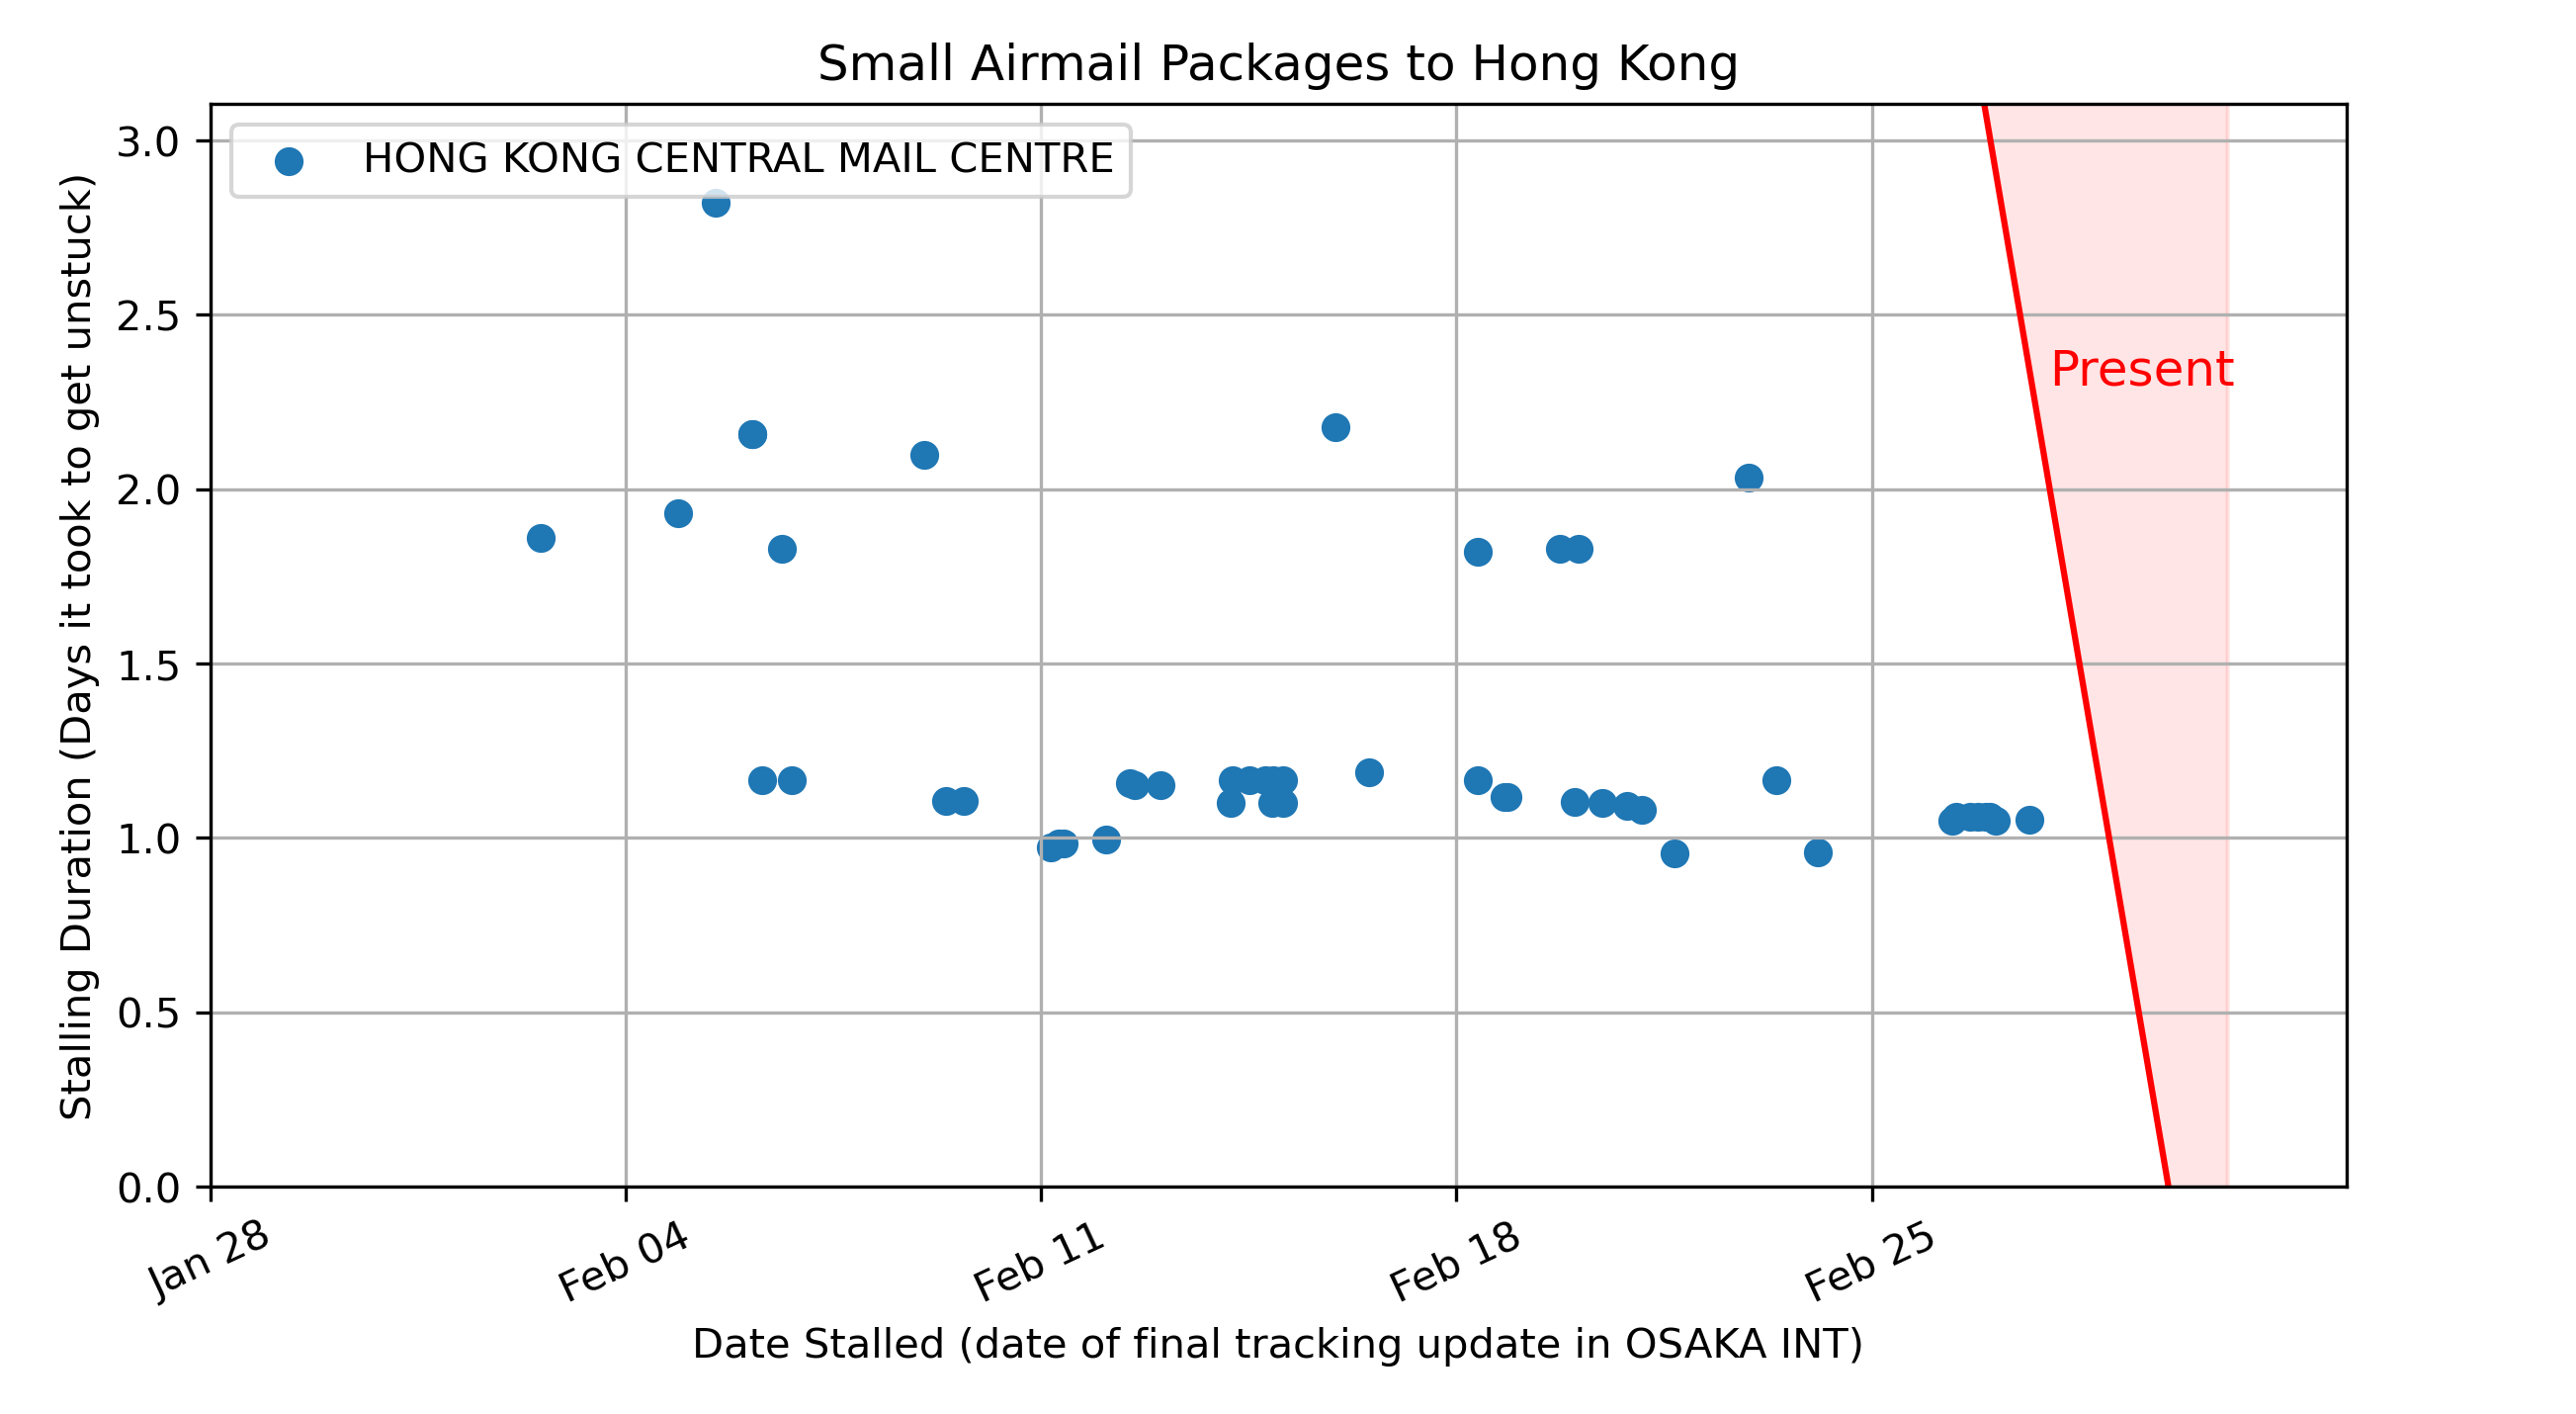 Small Airmail Packages to Hong Kong
HONG KONG CENTRAL MAIL CENTRE
Present
Stalling Duration (Days it took to get unstuck)
3.0
2.5
2.0
1.5
1.0
0.5
0.0
Jan 28
Feb 04
Feb 11
Feb 18
Feb 25
Date Stalled (date of final tracking update in OSAKA INT)